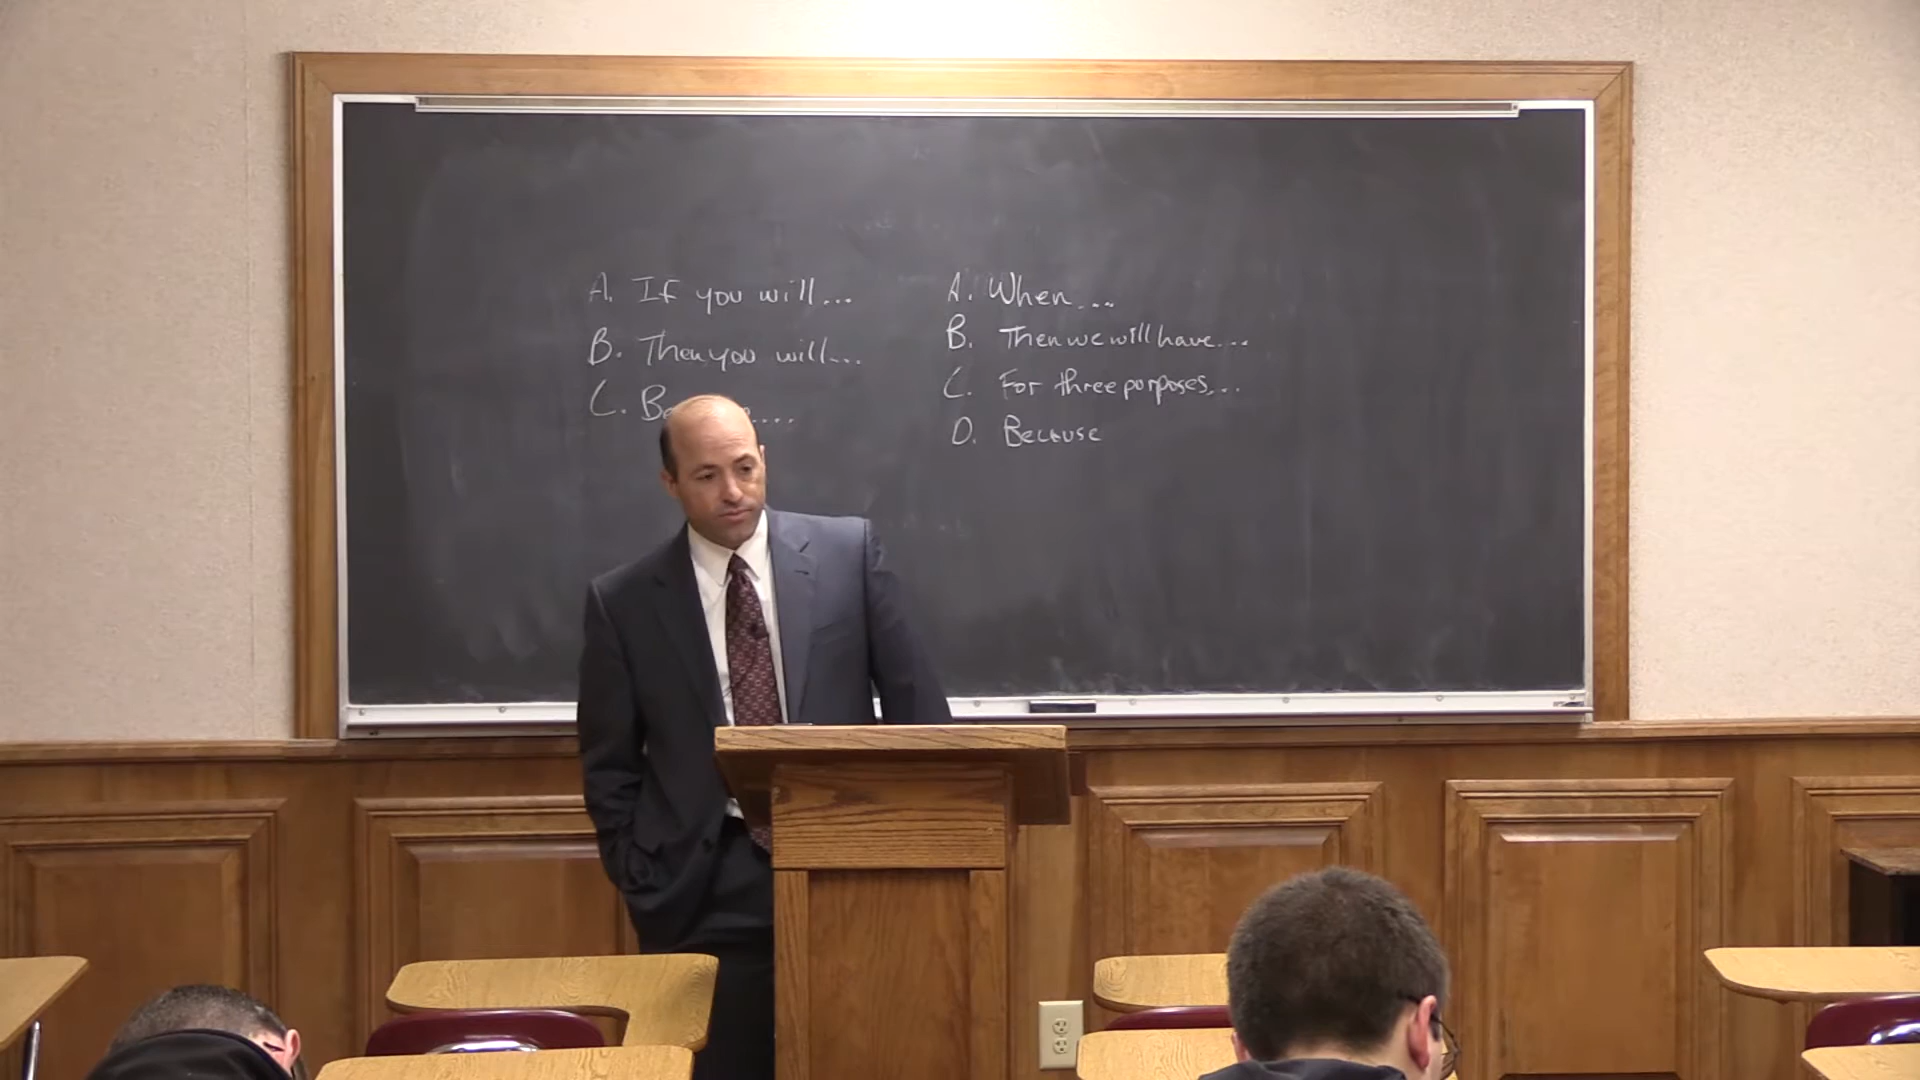 A. If you will...
B. Then you will...
C.
A. When....
B. Then we will have...
C. For three purposes,...
D. Because